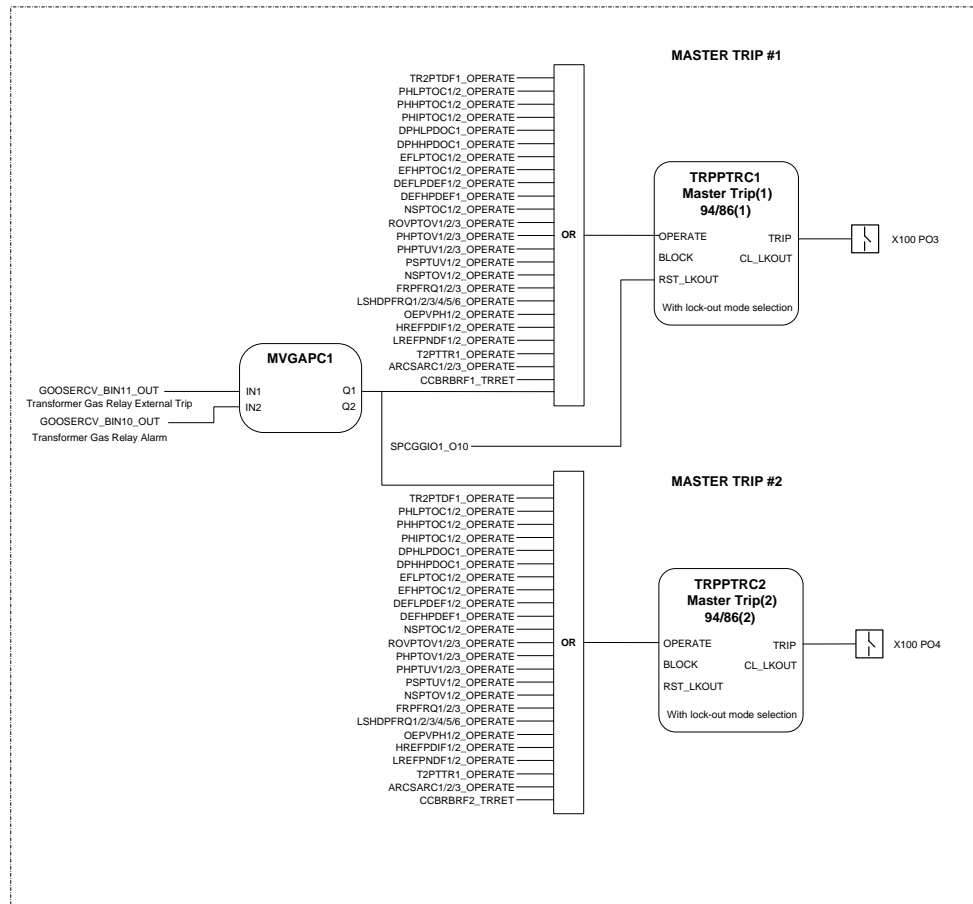 MASTER TRIP #1
TR2PTDF1_OPERATE
PHLPTOC1/2_OPERATE
PHHPTOC1/2_OPERATE
PHIPTOC1/2_OPERATE
DPHLPDOC1_OPERATE
DPHHPDOC1_OPERATE
EFLPTOC1/2_OPERATE
EFHPTOC1/2_OPERATE
DEFLPDEF1/2_OPERATE
DEFHPDEF1_OPERATE
NSPTOC1/2_OPERATE
ROVPTOV1/2/3_OPERATE
PHPTOV1/2/3_OPERATE
PHPTUV1/2/3_OPERATE
PSPTUV1/2_OPERATE
NSPTOV1/2_OPERATE
FRPFRQ1/2/3_OPERATE
LSHDPFRQ1/2/3/4/5/6_OPERATE
OEPVPH1/2_OPERATE
HREFPDIF1/2_OPERATE
LREFPNDF1/2_OPERATE
T2PTTR1_OPERATE
ARCSARC1/2/3_OPERATE
CCBRBRF1_TRRET
OR
TRPPTRC1
Master Trip(1)
94/86(1)
OPERATE
TRIP
BLOCK
CL_LKOUT
RST_LKOUT
With lock-out mode selection
X100 PO3
MVGAPC1
GOOSERCV_BIN11_OUT
Transformer Gas Relay External Trip
GOOSERCV_BIN10_OUT
Transformer Gas Relay Alarm
IN1
Q1
IN2
Q2
SPCGGIO1_O10
MASTER TRIP #2
TR2PTDF1_OPERATE
PHLPTOC1/2_OPERATE
PHHPTOC1/2_OPERATE
PHIPTOC1/2_OPERATE
DPHLPDOC1_OPERATE
DPHHPDOC1_OPERATE
EFLPTOC1/2_OPERATE
EFHPTOC1/2_OPERATE
DEFLPDEF1/2_OPERATE
DEFHPDEF1_OPERATE
NSPTOC1/2_OPERATE
ROVPTOV1/2/3_OPERATE
PHPTOV1/2/3_OPERATE
PHPTUV1/2/3_OPERATE
PSPTUV1/2_OPERATE
NSPTOV1/2_OPERATE
FRPFRQ1/2/3_OPERATE
LSHDPFRQ1/2/3/4/5/6_OPERATE
OEPVPH1/2_OPERATE
HREFPDIF1/2_OPERATE
LREFPNDF1/2_OPERATE
T2PTTR1_OPERATE
ARCSARC1/2/3_OPERATE
CCBRBRF2_TRRET
OR
TRPPTRC2
Master Trip(2)
94/86(2)
OPERATE
TRIP
BLOCK
CL_LKOUT
RST_LKOUT
With lock-out mode selection
X100 PO4